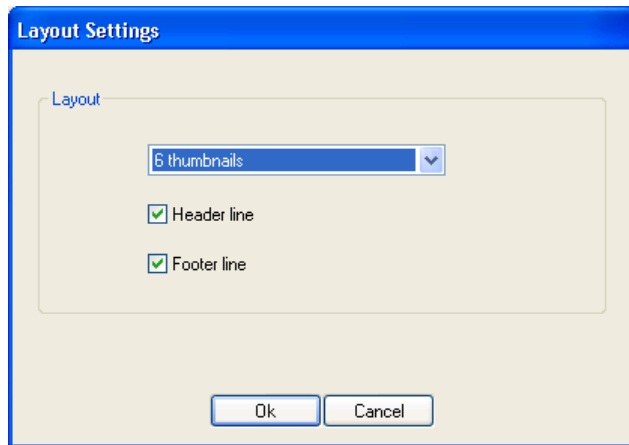 Layout Settings
Layout
6 thumbnails
Header line
Footer line
Ok
Cancel